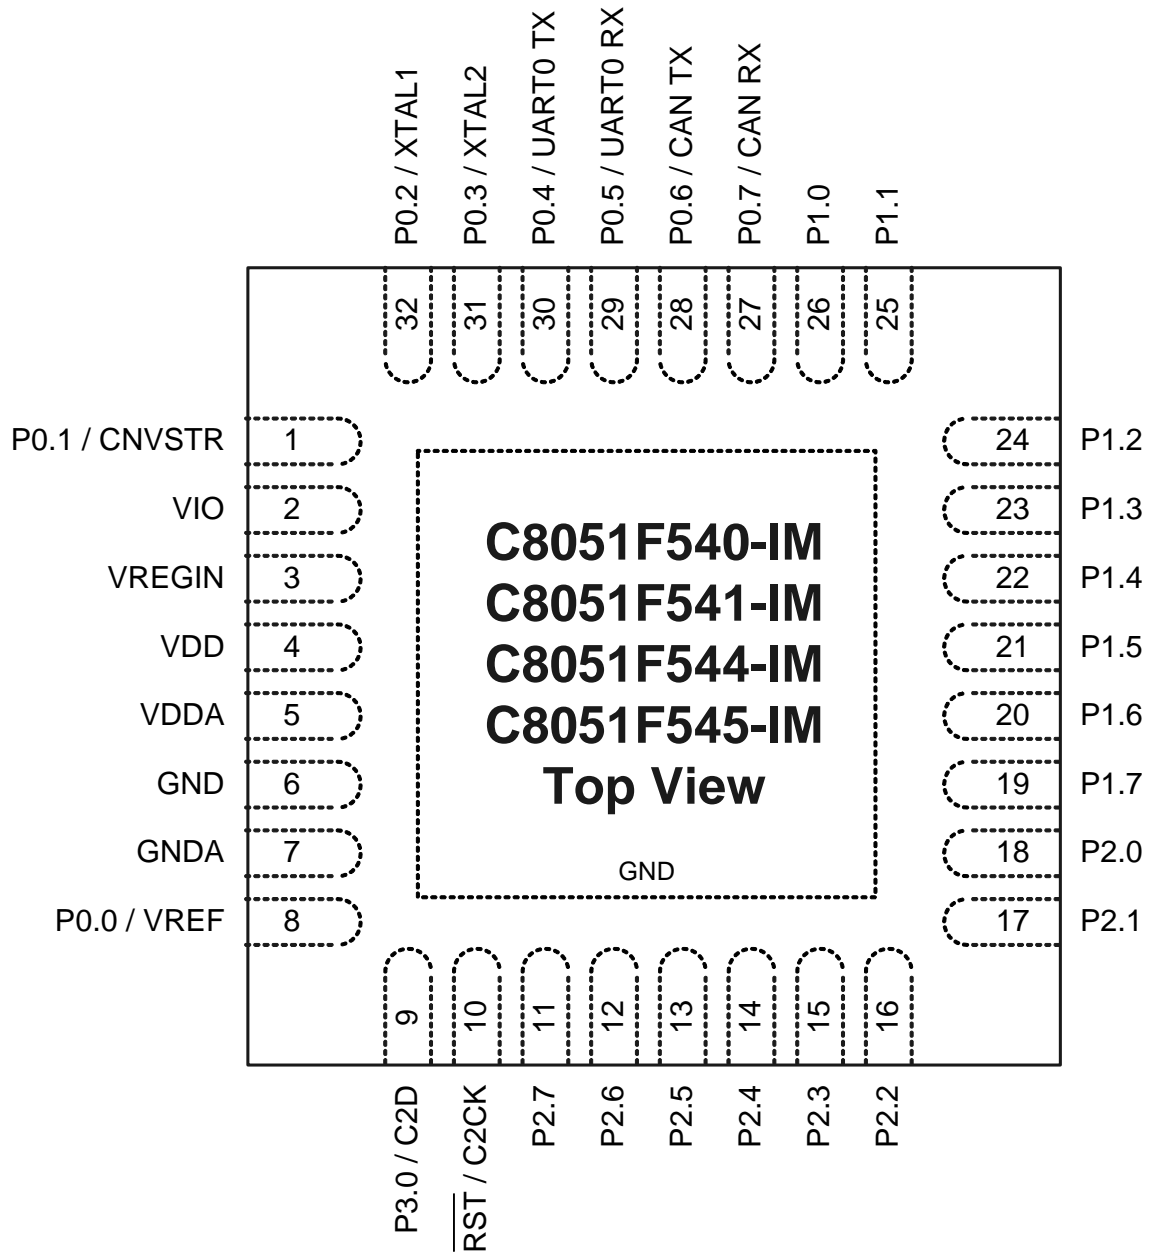 P0.2 / XTAL1
P0.3 / XTAL2
P0.4 / UART0 TX
P0.5 / UART0 RX
P0.6 / CAN TX
P0.7 / CAN RX
P1.0
P1.1
32
31
30
29
28
27
26
25
P0.1 / CNVSTR
1
VIO
2
VREGIN
3
VDD
4
VDDA
5
GND
6
GNDA
7
P0.0 / VREF
8
C8051F540-IM
C8051F541-IM
C8051F544-IM
C8051F545-IM
Top View
GND
24
P1.2
23
P1.3
22
P1.4
21
P1.5
20
P1.6
19
P1.7
18
P2.0
17
P2.1
9
10
11
12
13
14
15
16
P3.0 / C2D
RST / C2CK
P2.7
P2.6
P2.5
P2.4
P2.3
P2.2